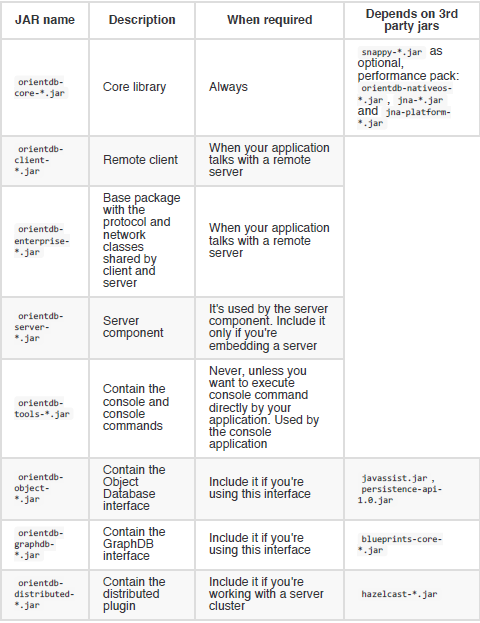 JAR name
Description
When required
Depends on 3rd
party jars
orientdb-
core-*.jar
Core library
Always
snappy-*.jar as
optional,
performance pack:
orientdb-nativeos-
*.jar , jna-*.jar
and jna-platform-
*.jar
orientdb-
client-
*.jar
Remote client
When your application
talks with a remote
server
orientdb-
enterprise-
*.jar
Base package
with the
protocol and
network
classes
shared by
client and
server
When your application
talks with a remote
server
orientdb-
server-
*.jar
Server
component
It's used by the server
component. Include it
only if you're
embedding a server
orientdb-
tools-*.jar
Contain the
console and
console
commands
Never, unless you
want to execute
console command
directly by your
application. Used by
the console
application
orientdb-
object-
*.jar
Contain the
Object
Database
interface
Include it if you're
using this interface
javassist.jar ,
persistence-api-
1.0.jar
orientdb-
graphdb-
*.jar
Contain the
GraphDB
interface
Include it if you're
using this interface
blueprints-core-
*.jar
orientdb-
distributed-
*.jar
Contain the
distributed
plugin
Include it if you're
working with a server
cluster
hazelcast-*.jar